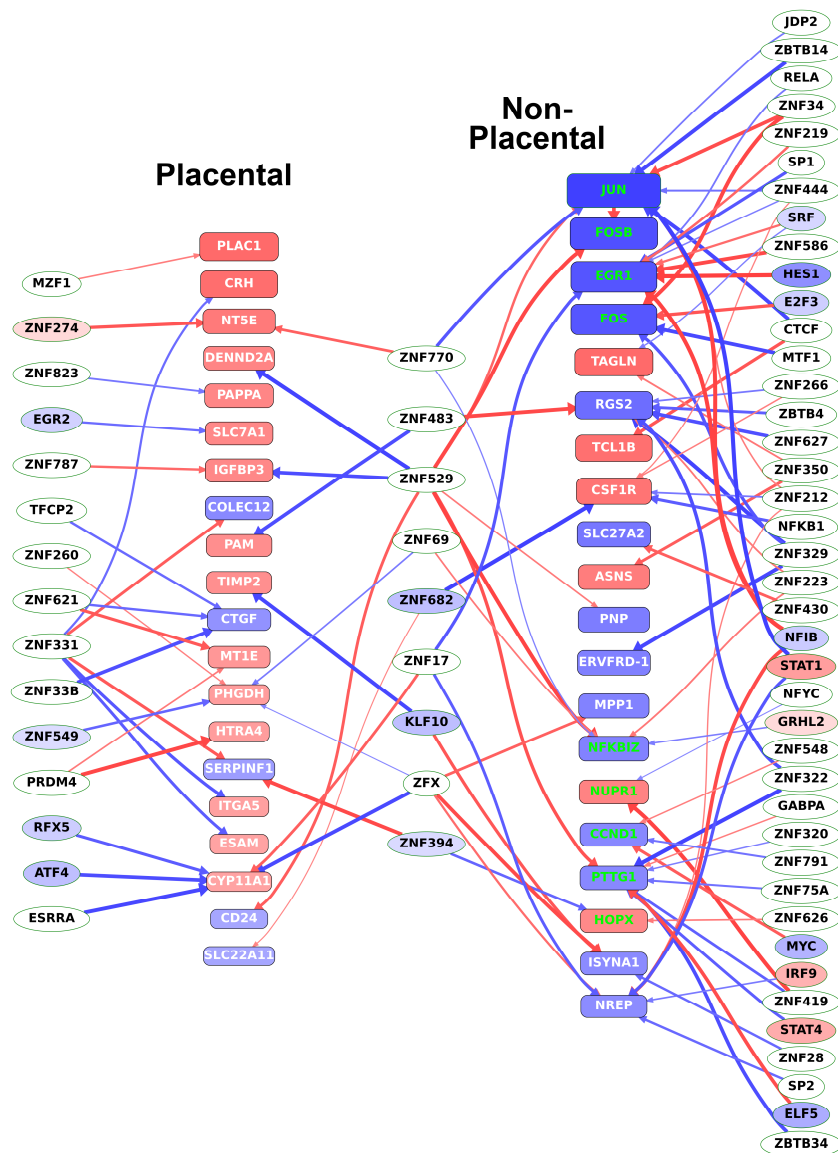 Non-
Placental
Placental
MZF1
ZNF274
ZNF823
EGR2
ZNF787
TFCP2
ZNF260
ZNF621
ZNF331
ZNF33B
ZNF549
PRDM4
RFX5
ATF4
ESRRA
PLAC1
CRH
NT5E
DENND2A
PAPPA
SLC7A1
IGFBP3
COLEC12
PAM
TIMP2
CTGF
MT1E
PHGDH
HTRA4
SERPINF1
ITGA5
ESAM
CYP11A1
CD24
SLC22A11
ZNF770
ZNF483
ZNF529
ZNF69
ZNF682
ZNF17
KLF10
ZFX
ZNF394
JUN
FOSB
EGR1
FOS
TAGLN
RGS2
TCL1B
CSF1R
SLC27A2
ASNS
PNP
ERVFRD-1
MPP1
NFKBIZ
NUPR1
CCND1
PTTG1
HOPX
ISYNA1
NREP
JDP2
ZBTB14
RELA
ZNF34
ZNF219
SP1
ZNF444
SRF
ZNF586
HES1
E2F3
CTCF
MTF1
ZNF266
ZBTB4
ZNF627
ZNF350
ZNF212
NFKB1
ZNF329
ZNF223
ZNF430
NFIB
STAT1
NFYC
GRHL2
ZNF548
ZNF322
GABPA
ZNF320
ZNF791
ZNF75A
ZNF626
MYC
IRF9
ZNF419
STAT4
ZNF28
SP2
ELF5
ZBTB34